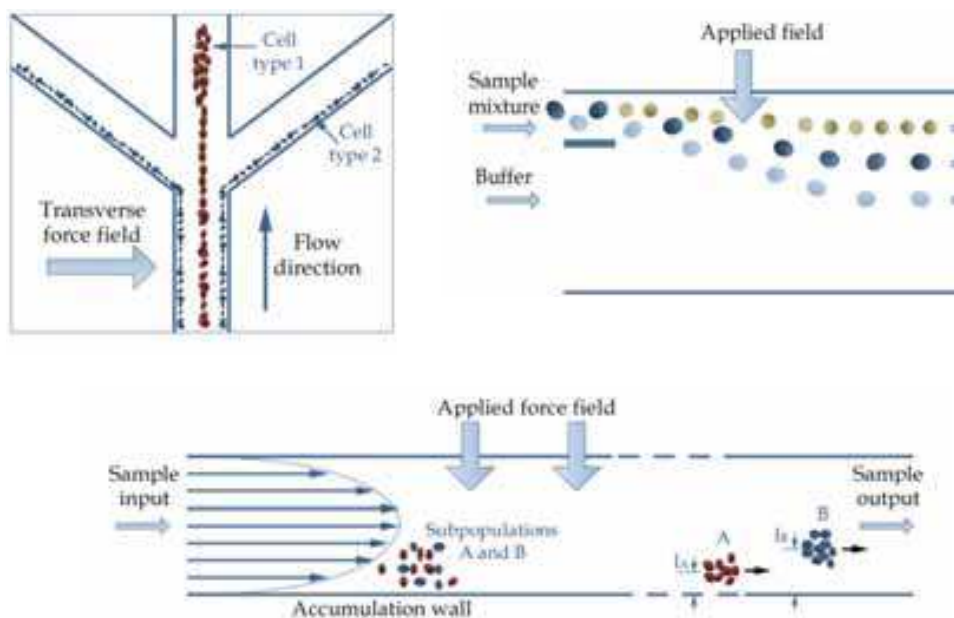 Cell
type 1
Cell
type 2
Transverse
force field
Flow
direction
Applied field
Sample
mixture
Buffer
Applied force field
Sample
input
Subpopulations
A and B
Accumulation wall
A
B
Sample
output